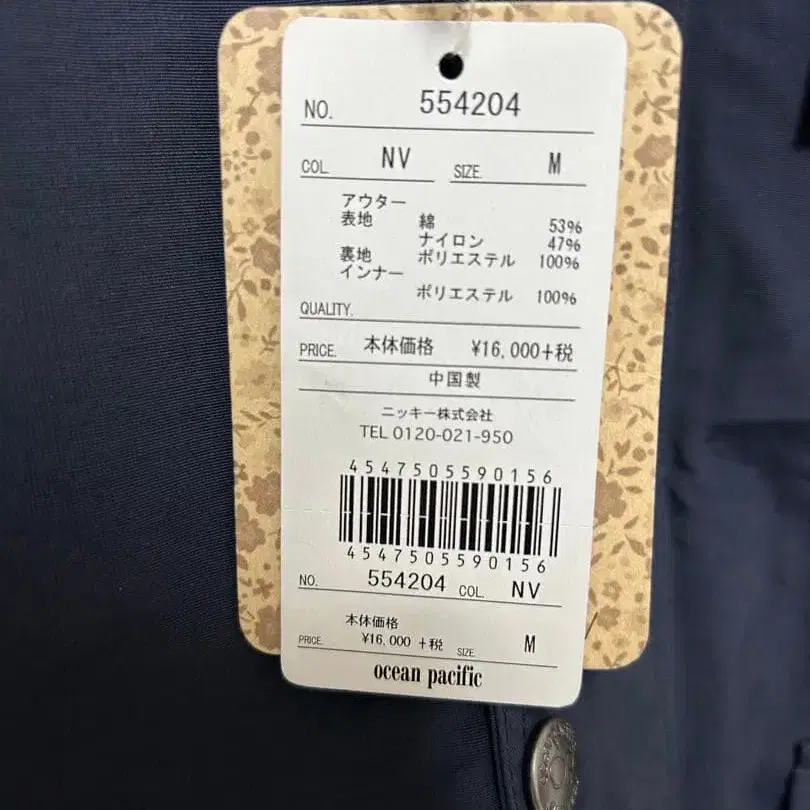 NO. 554204
COL. NV SIZE. M
アウター
表地 綿 53%
ナイロン 47%
裏地 ポリエステル 100%
インナー
ポリエステル 100%
QUALITY.
PRICE. 本体価格 ¥16,000+税
中国製
ニッキー株式会社
TEL 0120-021-950
4547505590156
4547505590156
NO. 554204 COL. NV
本体価格
PRICE. ¥16,000 +税 SIZE. M
ocean pacific